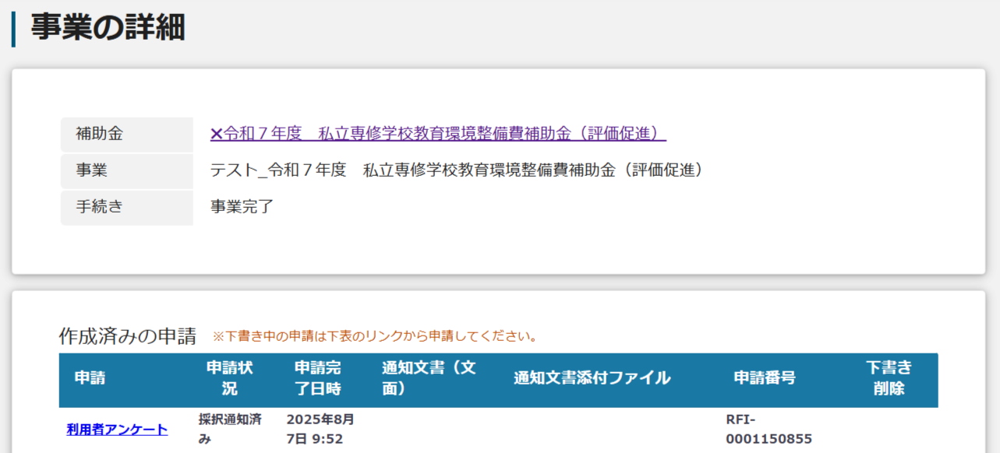 事業の詳細
補助金 ×令和７年度　私立専修学校教育環境整備費補助金（評価促進）
事業 テスト_令和７年度　私立専修学校教育環境整備費補助金（評価促進）
手続き 事業完了
作成済みの申請 ※下書き中の申請は下表のリンクから申請してください。
申請 申請状況 申請完了日時 通知文書（文面） 通知文書添付ファイル 申請番号 下書き削除
利用者アンケート 採択通知済み 2025年8月7日 9:52 RFI-0001150855